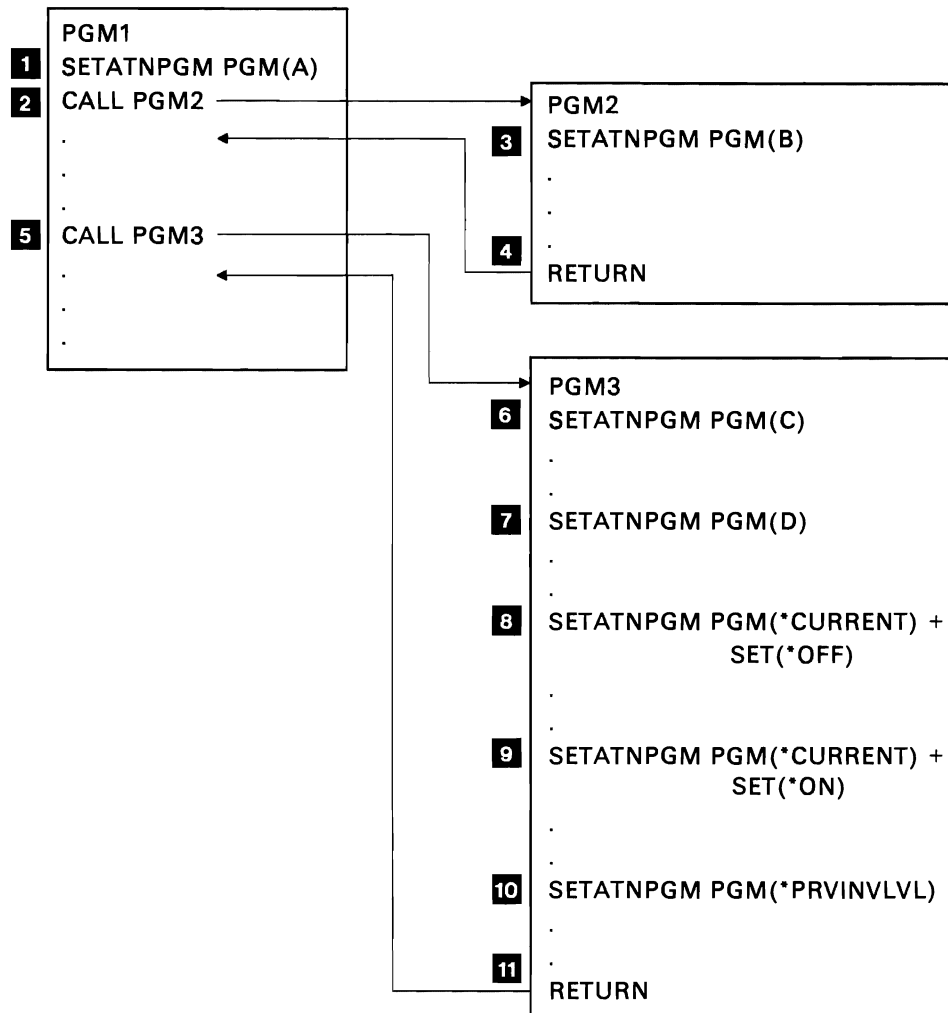 PGM1
1 SETATNPGM PGM(A)
2 CALL PGM2
.
.
.
5 CALL PGM3
.
.
.
PGM2
3 SETATNPGM PGM(B)
.
.
.
4
RETURN
PGM3
6 SETATNPGM PGM(C)
.
.
7 SETATNPGM PGM(D)
.
.
8 SETATNPGM PGM(*CURRENT) +
SET(*OFF)
.
.
9 SETATNPGM PGM(*CURRENT) +
SET(*ON)
.
.
10 SETATNPGM PGM(*PRVINVLVL)
.
.
11
RETURN